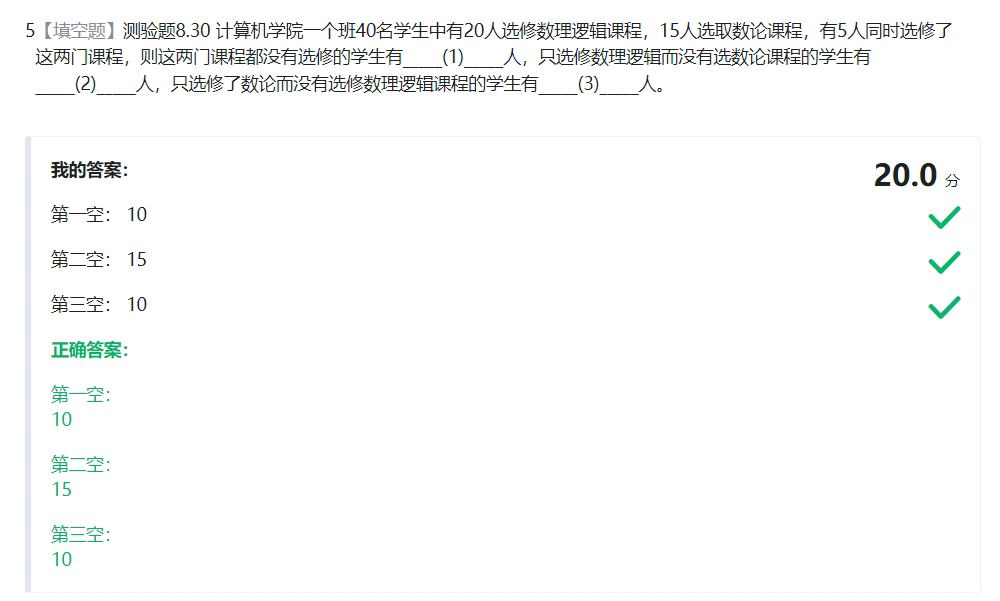 5【填空题】测验题8.30 计算机学院一个班40名学生中有20人选修数理逻辑课程，15人选取数论课程，有5人同时选修了
这两门课程，则这两门课程都没有选修的学生有____(1)____人，只选修数理逻辑而没有选数论课程的学生有
____(2)____人，只选修了数论而没有选修数理逻辑课程的学生有____(3)____人。
我的答案：
20.0 分
第一空： 10
第二空： 15
第三空： 10
正确答案：
第一空：
10
第二空：
15
第三空：
10